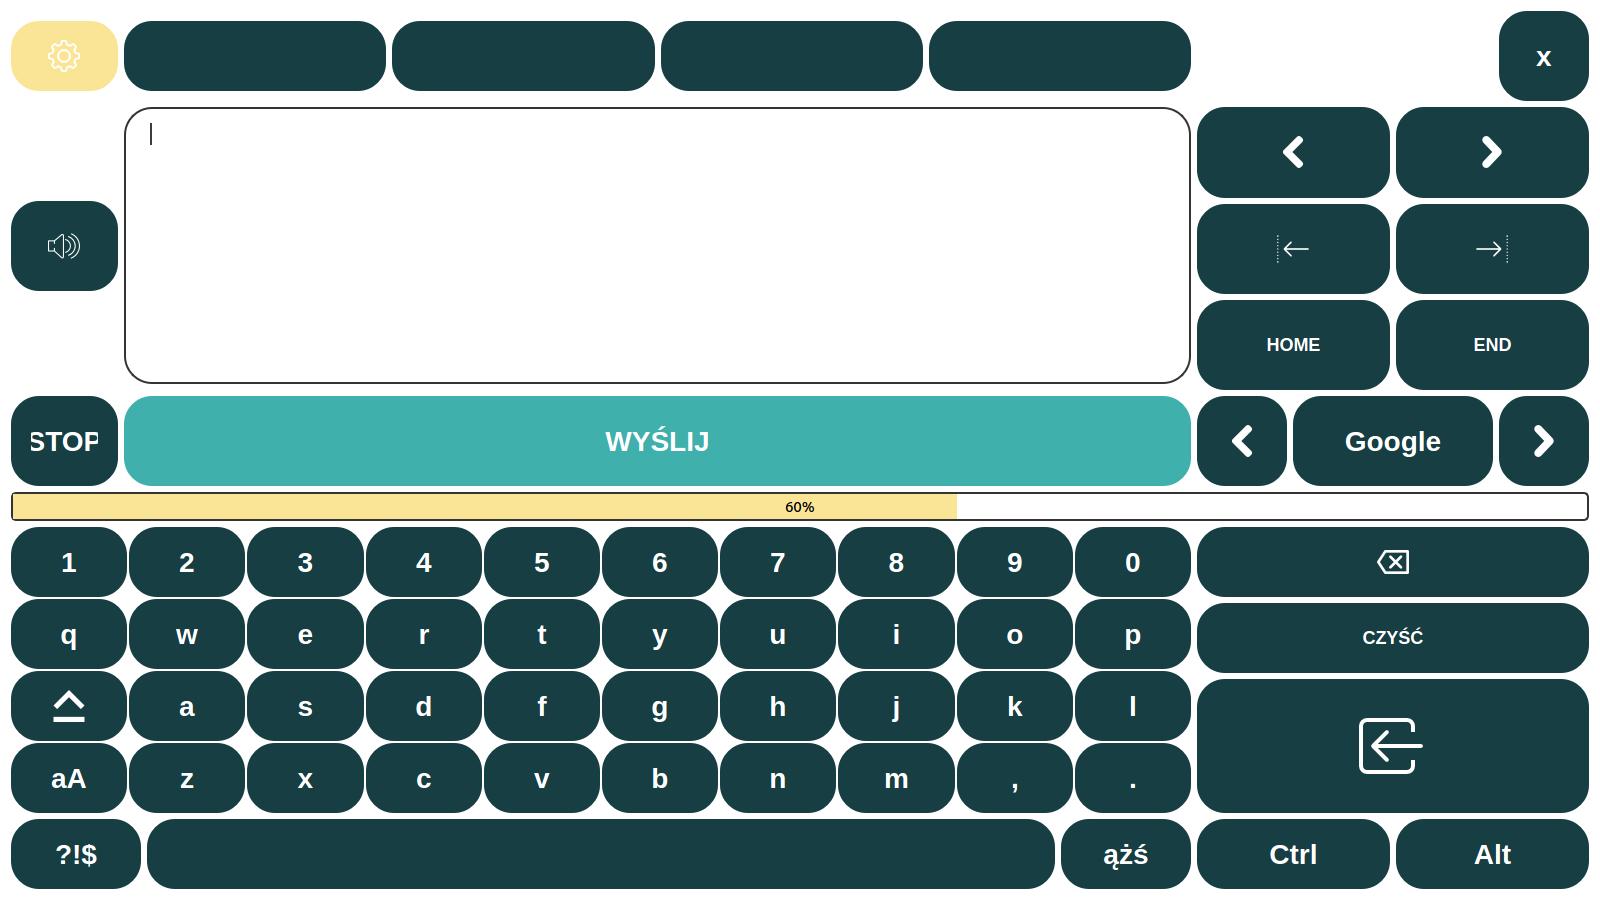 x
HOME END
STOP WYŚLIJ Google
60%
1 2 3 4 5 6 7 8 9 0
q w e r t y u i o p
CZYŚĆ
a s d f g h j k l
aA z x c v b n m , .
?!$ ążś Ctrl Alt